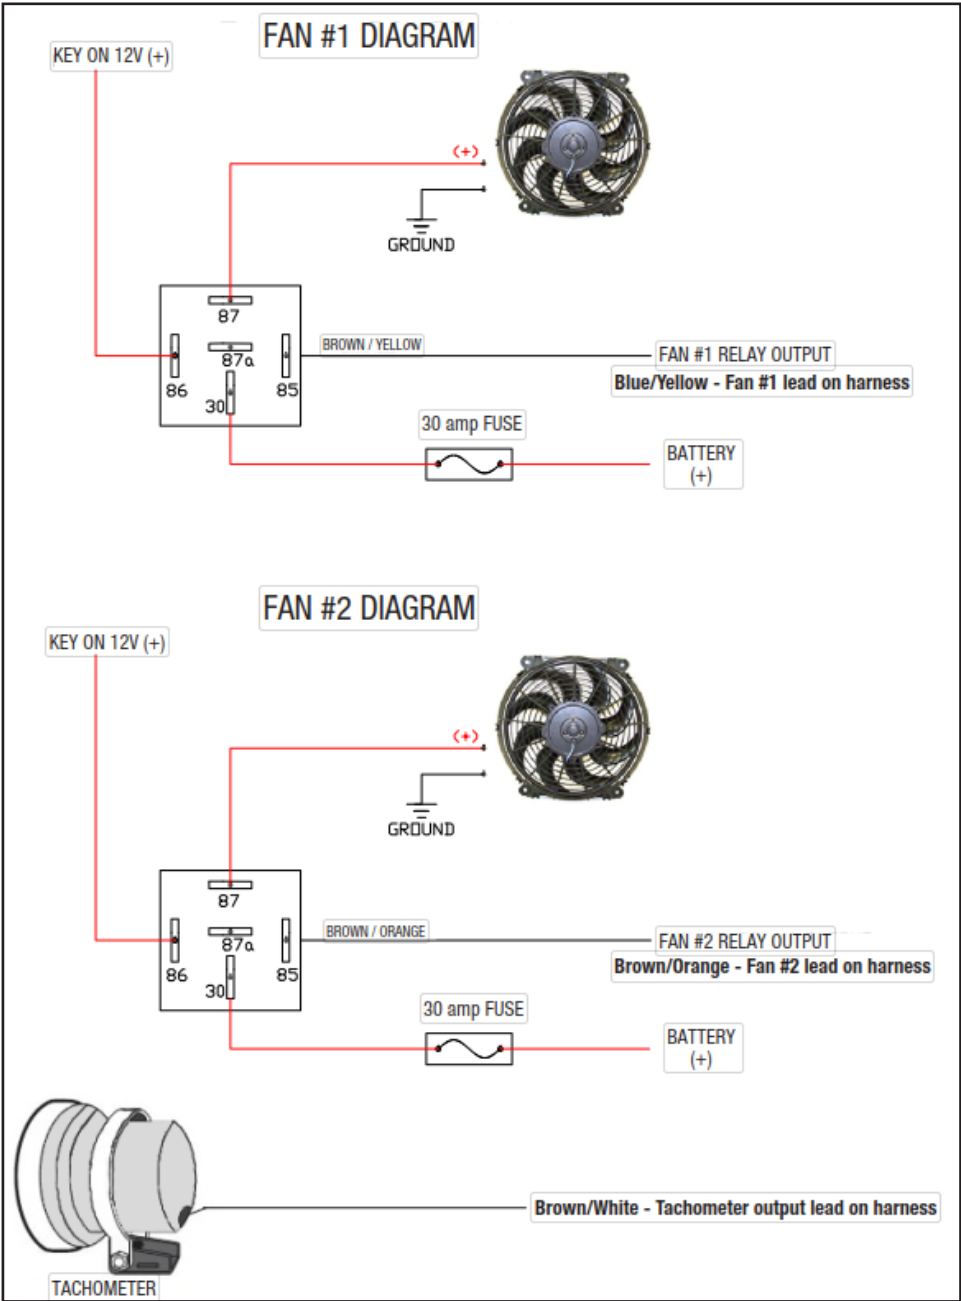 FAN #1 DIAGRAM
KEY ON 12V (+)
(+)
GROUND
87
87a
86
85
30
BROWN / YELLOW
FAN #1 RELAY OUTPUT
Blue/Yellow - Fan #1 lead on harness
30 amp FUSE
BATTERY
(+)
FAN #2 DIAGRAM
KEY ON 12V (+)
(+)
GROUND
87
87a
86
85
30
BROWN / ORANGE
FAN #2 RELAY OUTPUT
Brown/Orange - Fan #2 lead on harness
30 amp FUSE
BATTERY
(+)
Brown/White - Tachometer output lead on harness
TACHOMETER